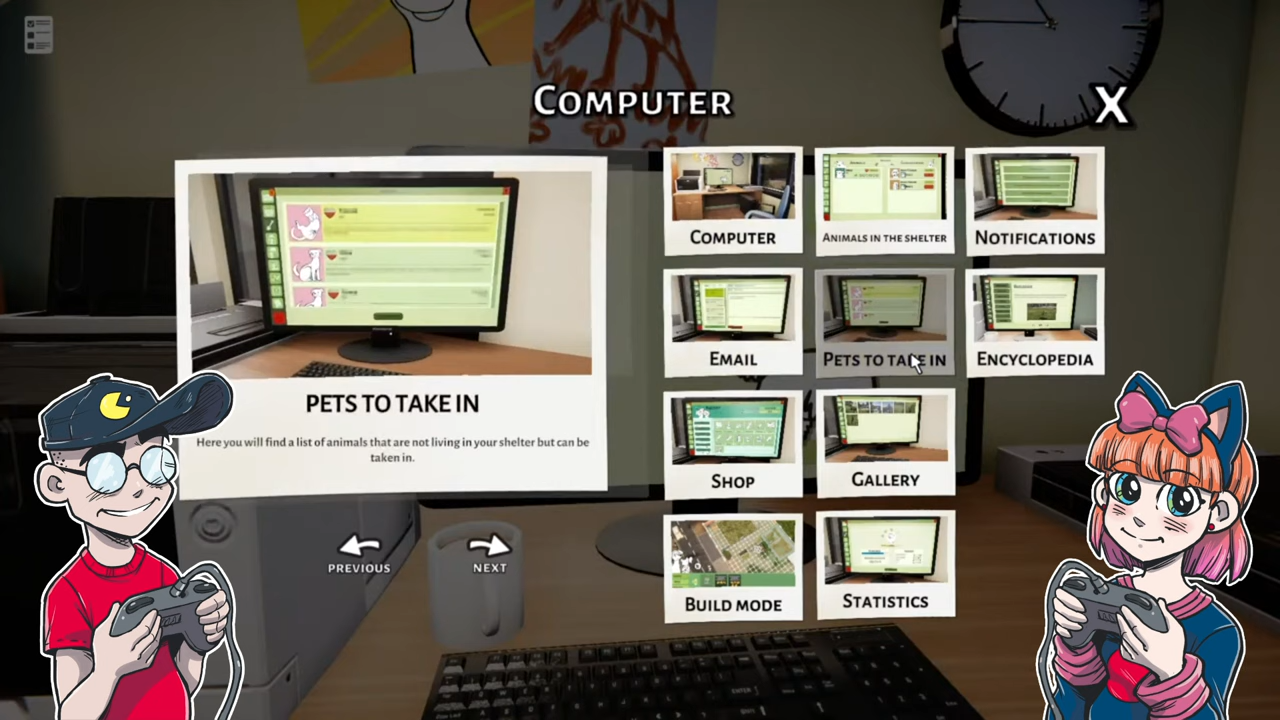 COMPUTER
X
COMPUTER
ANIMALS IN THE SHELTER
NOTIFICATIONS
EMAIL
PETS TO TAKE IN
ENCYCLOPEDIA
PETS TO TAKE IN
Here you will find a list of animals that are not living in your shelter but can be
taken in.
SHOP
GALLERY
PREVIOUS
NEXT
BUILD MODE
STATISTICS